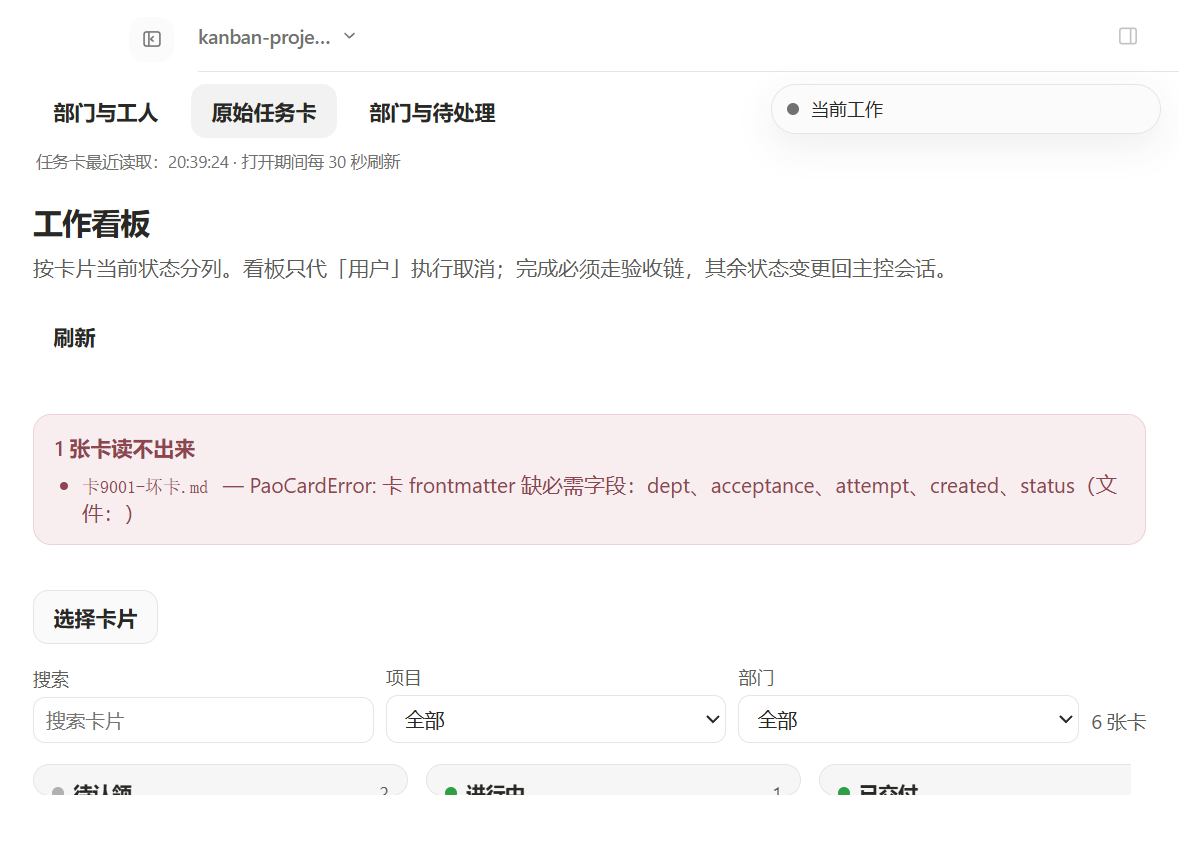 kanban-proje...
部门与工人 原始任务卡 部门与待处理
当前工作
任务卡最近读取：20:39:24 · 打开期间每 30 秒刷新
工作看板
按卡片当前状态分列。看板只代「用户」执行取消；完成必须走验收链，其余状态变更回主控会话。
刷新
1 张卡读不出来
卡9001-坏卡.md — PaoCardError: 卡 frontmatter 缺必需字段：dept、acceptance、attempt、created、status（文
件：）
选择卡片
搜索 项目 部门
搜索卡片 全部 全部 6 张卡
待认领 2 进行中 1 已交付